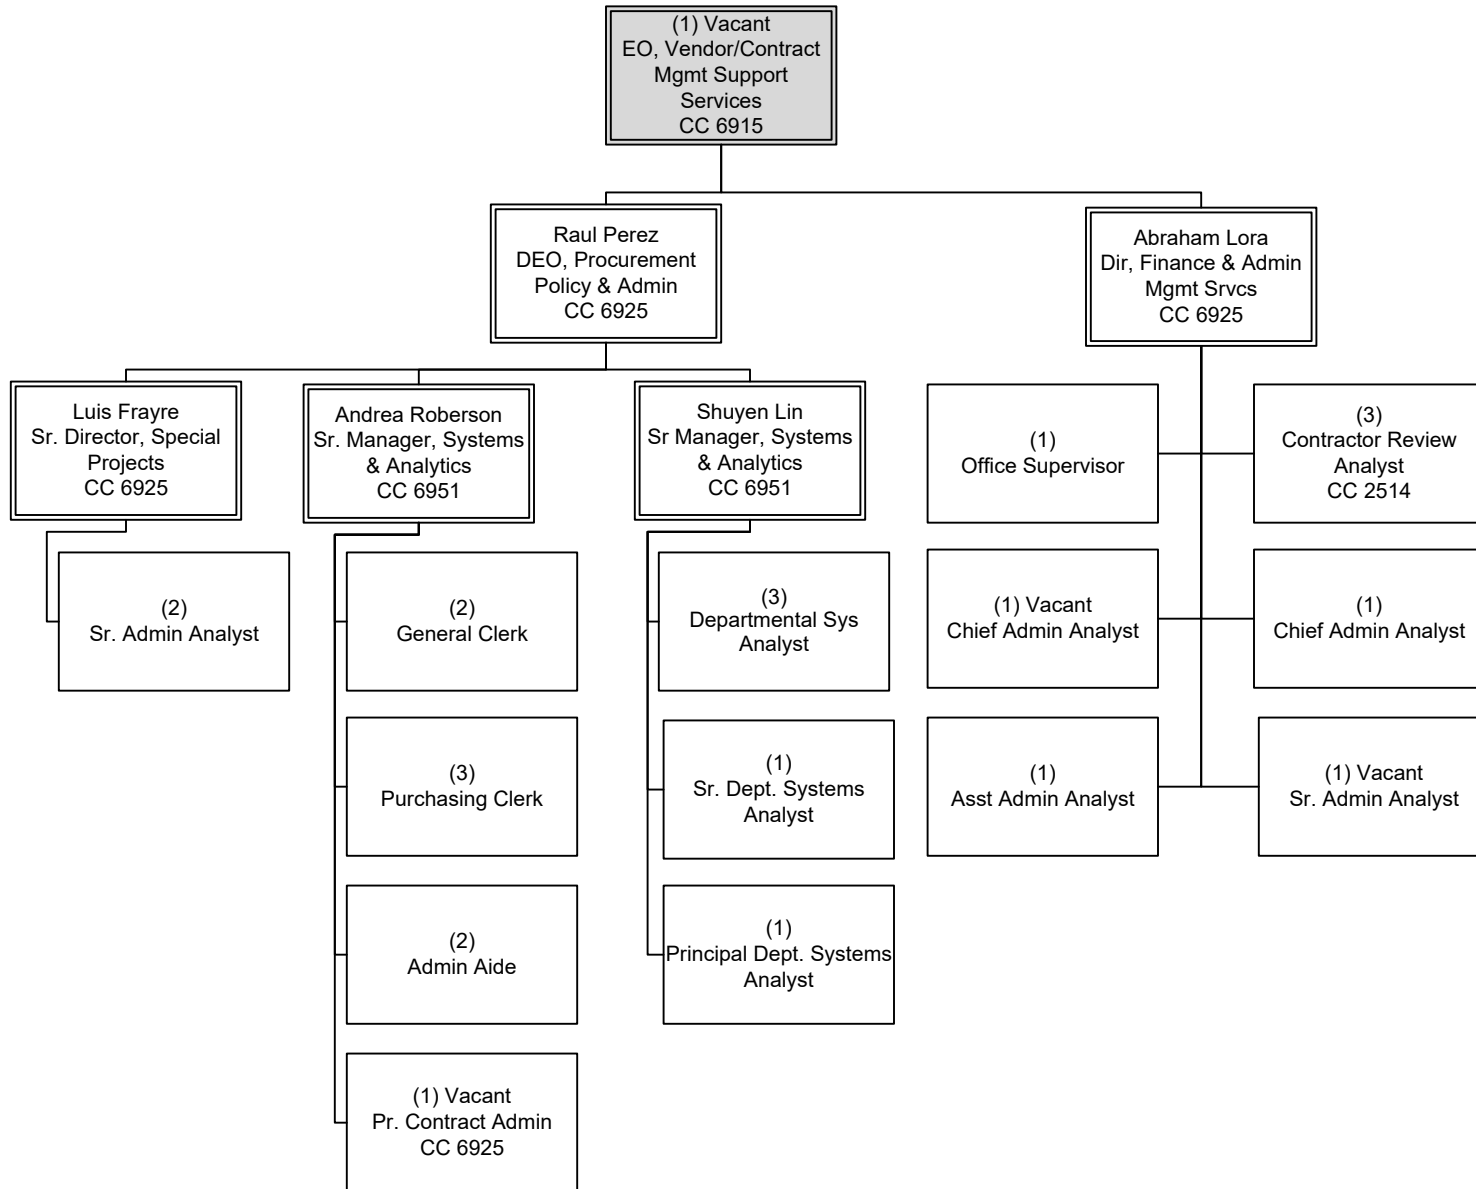 (1) Vacant
EO, Vendor/Contract
Mgmt Support
Services
CC 6915
Raul Perez
DEO, Procurement
Policy & Admin
CC 6925
Abraham Lora
Dir, Finance & Admin
Mgmt Srvcs
CC 6925
Luis Frayre
Sr. Director, Special
Projects
CC 6925
Andrea Roberson
Sr. Manager, Systems
& Analytics
CC 6951
Shuyen Lin
Sr Manager, Systems
& Analytics
CC 6951
(1)
Office Supervisor
(3)
Contractor Review
Analyst
CC 2514
(2)
Sr. Admin Analyst
(2)
General Clerk
(3)
Departmental Sys
Analyst
(1) Vacant
Chief Admin Analyst
(1)
Chief Admin Analyst
(3)
Purchasing Clerk
(1)
Sr. Dept. Systems
Analyst
(1)
Asst Admin Analyst
(1) Vacant
Sr. Admin Analyst
(2)
Admin Aide
(1)
Principal Dept. Systems
Analyst
(1) Vacant
Pr. Contract Admin
CC 6925